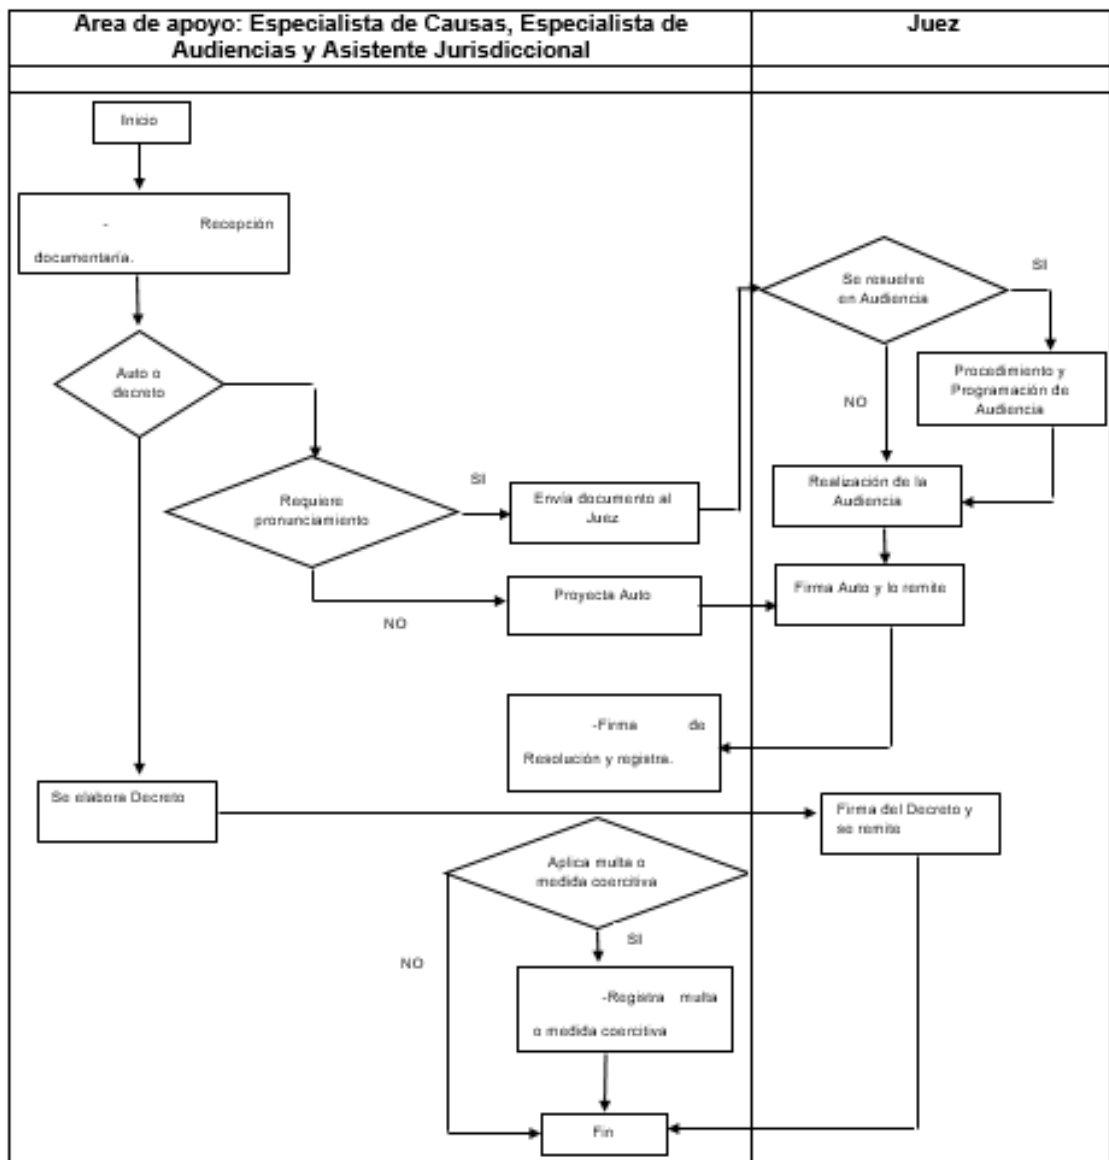 Area de apoyo: Especialista de Causas, Especialista de
Audiencias y Asistente Jurisdiccional
Juez
Inicio
- Recepción
documentaría.
Auto o
decreto
Requiere
pronunciamiento
SI
Envía documento al
Juez
NO
Proyecta Auto
Se resuelve
en Audiencia
SI
Procedimiento y
Programación de
Audiencia
NO
Realización de la
Audiencia
Firma Auto y lo remite
-Firma de
Resolución y registra.
Se elabora Decreto
Firma del Decreto y
se remite
Aplica multa o
medida coercitiva
SI
NO
-Registra multa
o medida coercitiva
Fin